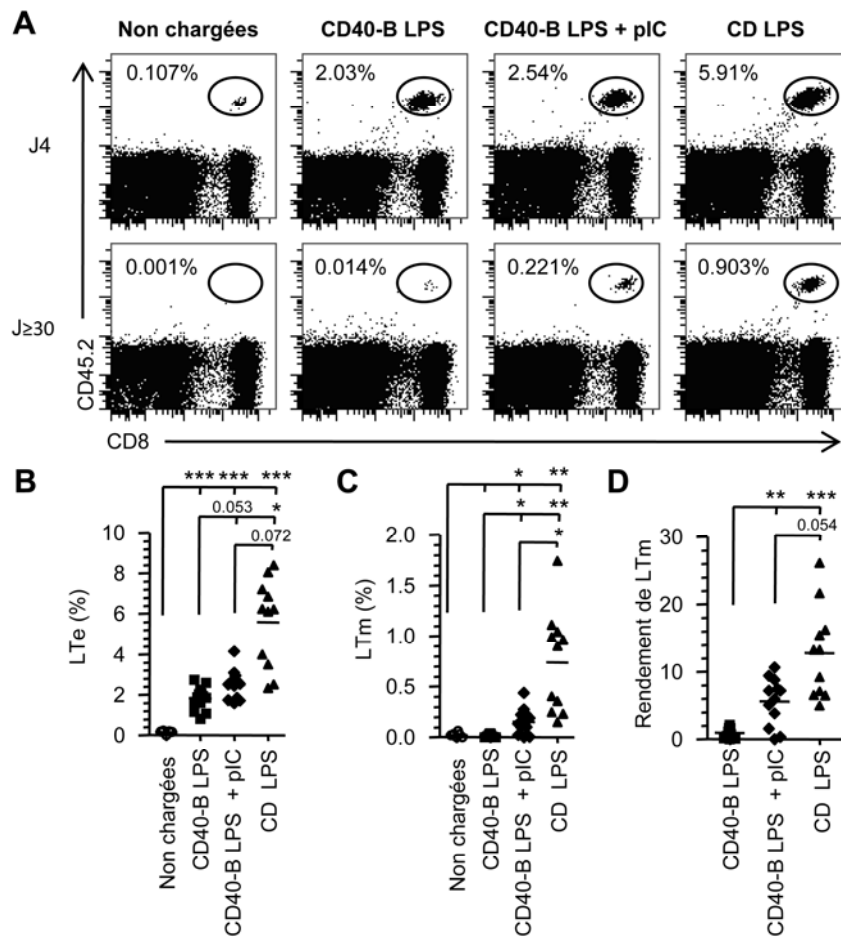 A
Non chargées
CD40-B LPS
CD40-B LPS + pIC
CD LPS
J4
0.107%
2.03%
2.54%
5.91%
J≥30
0.001%
0.014%
0.221%
0.903%
CD45.2
CD8
B
*** *** ***
0.053 *
0.072
LTe (%)
10
8
6
4
2
0
Non chargées
CD40-B LPS
CD40-B LPS + pIC
CD LPS
C
* **
* **
*
LTm (%)
2.0
1.5
1.0
0.5
0.0
Non chargées
CD40-B LPS
CD40-B LPS + pIC
CD LPS
D
** ***
0.054
Rendement de LTm
30
20
10
0
CD40-B LPS
CD40-B LPS + pIC
CD LPS